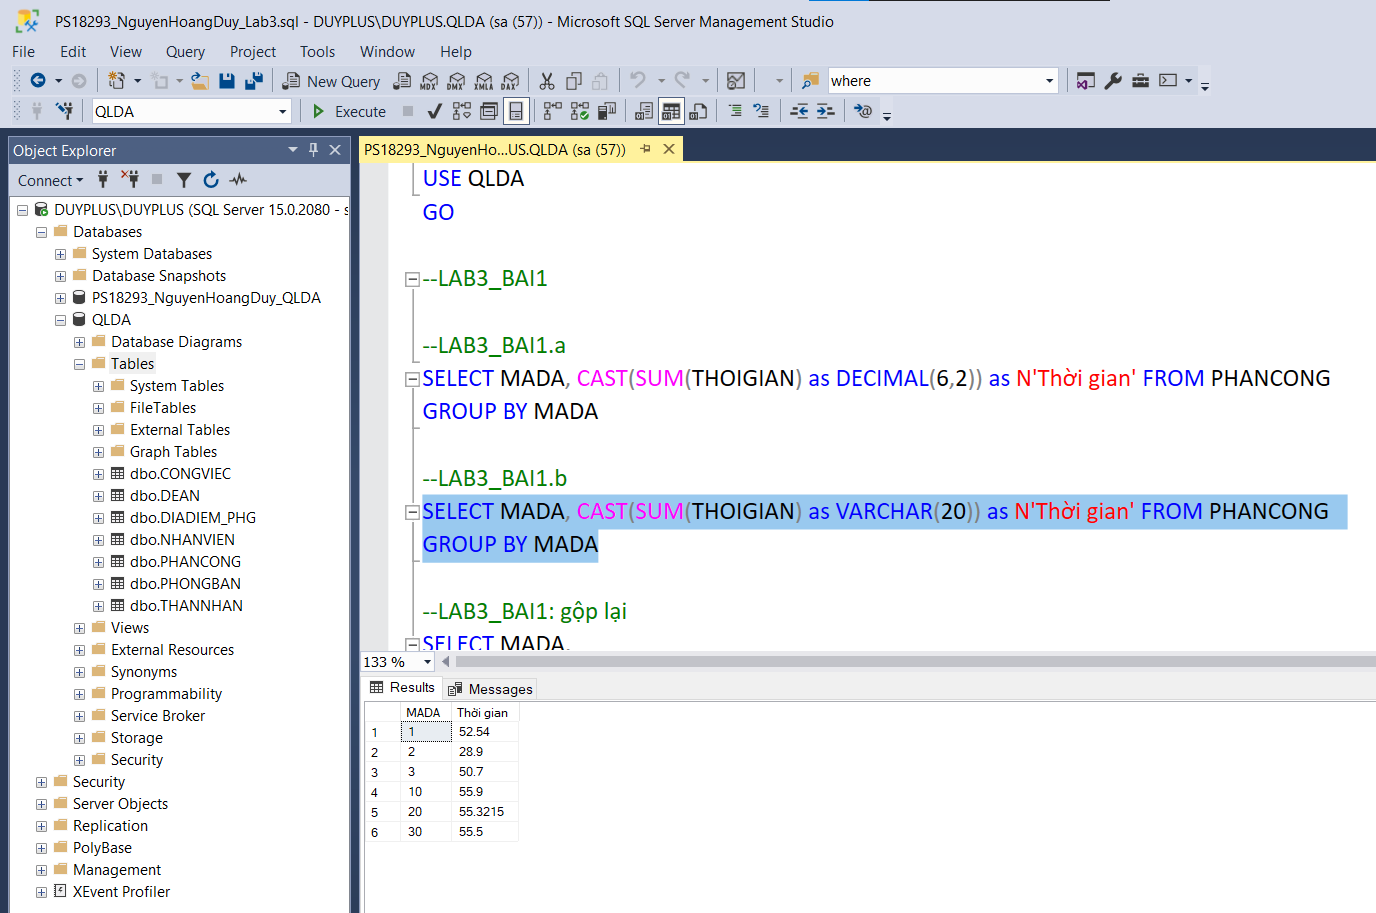 PS18293_NguyenHoangDuy_Lab3.sql - DUYPLUS\DUYPLUS.QLDA (sa (57)) - Microsoft SQL Server Management Studio
File Edit View Query Project Tools Window Help
New Query MDX DMX XMLA DAX where
QLDA Execute
Object Explorer
Connect
DUYPLUS\DUYPLUS (SQL Server 15.0.2080 - s
Databases
System Databases
Database Snapshots
PS18293_NguyenHoangDuy_QLDA
QLDA
Database Diagrams
Tables
System Tables
FileTables
External Tables
Graph Tables
dbo.CONGVIEC
dbo.DEAN
dbo.DIADIEM_PHG
dbo.NHANVIEN
dbo.PHANCONG
dbo.PHONGBAN
dbo.THANNHAN
Views
External Resources
Synonyms
Programmability
Service Broker
Storage
Security
Security
Server Objects
Replication
PolyBase
Management
XEvent Profiler
PS18293_NguyenHo...US.QLDA (sa (57))
USE QLDA
GO
--LAB3_BAI1
--LAB3_BAI1.a
SELECT MADA, CAST(SUM(THOIGIAN) as DECIMAL(6,2)) as N'Thời gian' FROM PHANCONG
GROUP BY MADA
--LAB3_BAI1.b
SELECT MADA, CAST(SUM(THOIGIAN) as VARCHAR(20)) as N'Thời gian' FROM PHANCONG
GROUP BY MADA
--LAB3_BAI1: gộp lại
SELECT MADA,
133 %
Results Messages
MADA Thời gian
1 1 52.54
2 2 28.9
3 3 50.7
4 10 55.9
5 20 55.3215
6 30 55.5